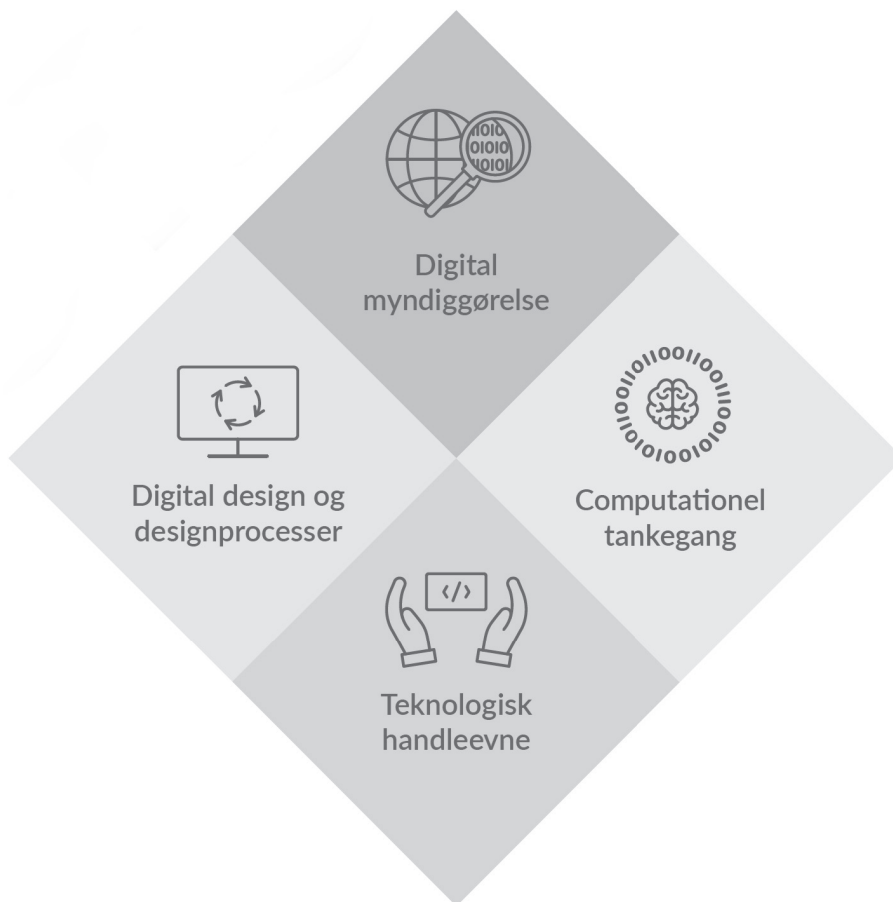 Digital
myndiggørelse
Digital design og
designprocesser
Computationel
tankegang
</>
Teknologisk
handleevne